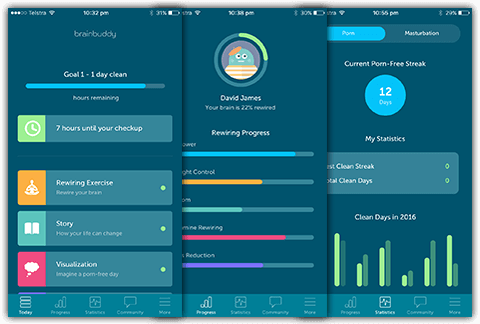 Telstra 10:32 pm 31%
brainbuddy
Goal 1 - 1 day clean
hours remaining
7 hours until your checkup
Rewiring Exercise
Rewire your brain
Story
How your life can change
Visualization
Imagine a porn-free day
Today Progress Statistics Community More
10:38 pm 30%
David James
Your brain is 22% rewired
Rewiring Progress
ower
ght Control
om
mine Rewiring
s Reduction
Progress Statistics Community More
Telstra 10:55 pm 29%
Porn Masturbation
Current Porn-Free Streak
12
Days
My Statistics
est Clean Streak 0
otal Clean Days 0
Clean Days in 2016
Progress Statistics Community More